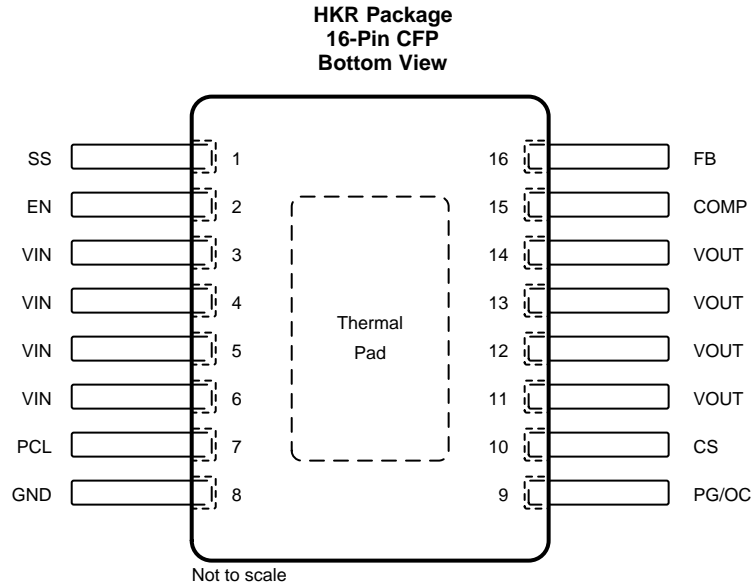 HKR Package
16-Pin CFP
Bottom View
SS 1 16 FB
EN 2 15 COMP
VIN 3 14 VOUT
VIN 4 13 VOUT
VIN 5 12 VOUT
VIN 6 11 VOUT
PCL 7 10 CS
GND 8 9 PG/OC
Thermal
Pad
Not to scale